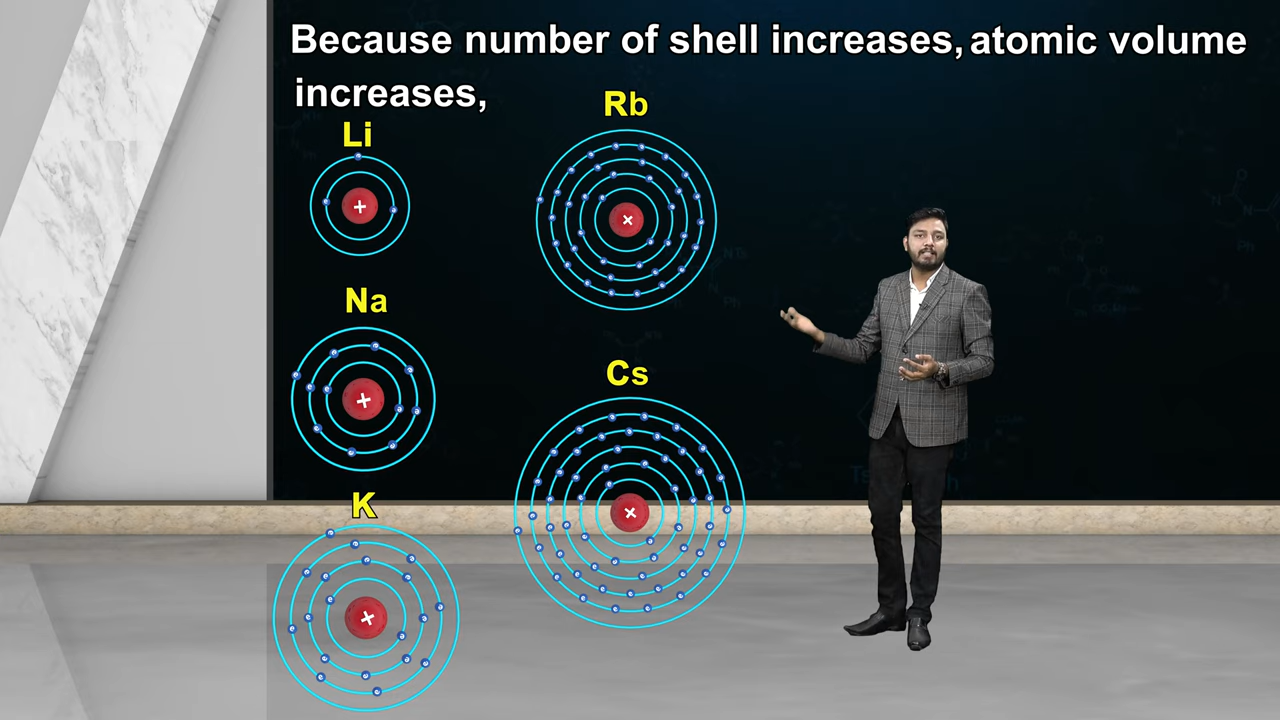 Because number of shell increases, atomic volume
increases,
Li
Rb
Na
Cs
K